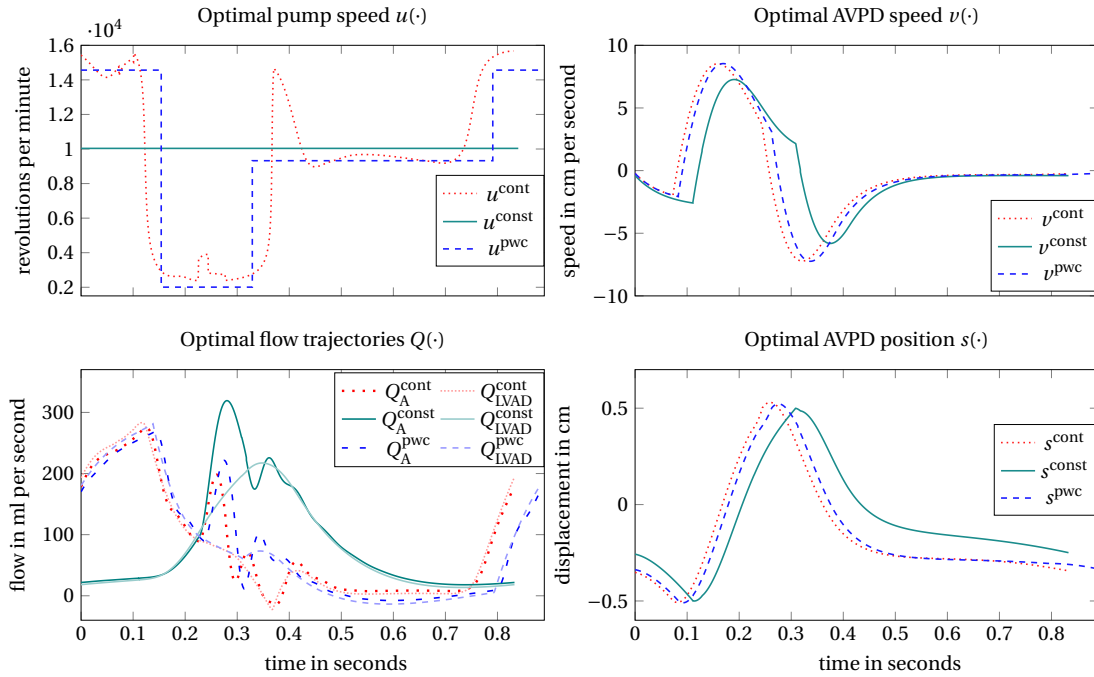 Optimal pump speed u(·)
·10⁴
1.6
1.4
1.2
1
0.8
0.6
0.4
0.2
revolutions per minute
u^cont
u^const
u^pwc
Optimal AVPD speed v(·)
10
5
0
−5
−10
speed in cm per second
v^cont
v^const
v^pwc
Optimal flow trajectories Q(·)
300
200
100
0
flow in ml per second
Q_A^cont Q_LVAD^cont
Q_A^const Q_LVAD^const
Q_A^pwc Q_LVAD^pwc
0 0.1 0.2 0.3 0.4 0.5 0.6 0.7 0.8
time in seconds
Optimal AVPD position s(·)
0.5
0
−0.5
displacement in cm
s^cont
s^const
s^pwc
0 0.1 0.2 0.3 0.4 0.5 0.6 0.7 0.8
time in seconds